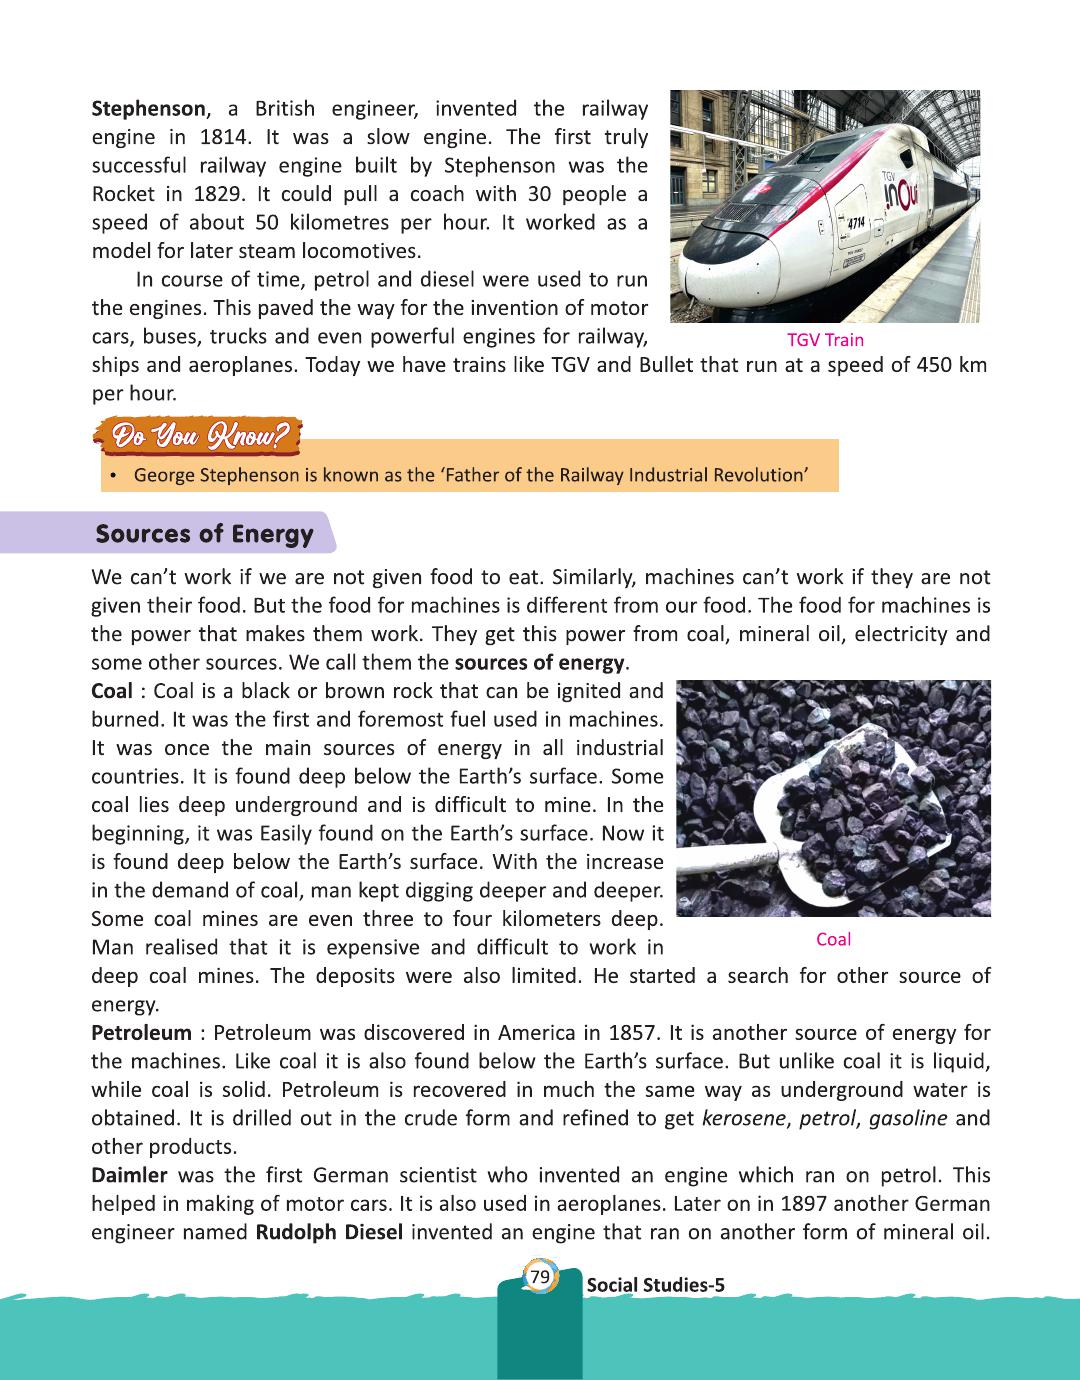 Stephenson, a British engineer, invented the railway
engine in 1814. It was a slow engine. The first truly
successful railway engine built by Stephenson was the
Rocket in 1829. It could pull a coach with 30 people a
speed of about 50 kilometres per hour. It worked as a
model for later steam locomotives.
In course of time, petrol and diesel were used to run
the engines. This paved the way for the invention of motor
cars, buses, trucks and even powerful engines for railway,
ships and aeroplanes. Today we have trains like TGV and Bullet that run at a speed of 450 km
per hour.
TGV
inOui
4714
TGV Train
Do You Know?
• George Stephenson is known as the ‘Father of the Railway Industrial Revolution’
Sources of Energy
We can’t work if we are not given food to eat. Similarly, machines can’t work if they are not
given their food. But the food for machines is different from our food. The food for machines is
the power that makes them work. They get this power from coal, mineral oil, electricity and
some other sources. We call them the sources of energy.
Coal : Coal is a black or brown rock that can be ignited and
burned. It was the first and foremost fuel used in machines.
It was once the main sources of energy in all industrial
countries. It is found deep below the Earth’s surface. Some
coal lies deep underground and is difficult to mine. In the
beginning, it was Easily found on the Earth’s surface. Now it
is found deep below the Earth’s surface. With the increase
in the demand of coal, man kept digging deeper and deeper.
Some coal mines are even three to four kilometers deep.
Man realised that it is expensive and difficult to work in
deep coal mines. The deposits were also limited. He started a search for other source of
energy.
Coal
Petroleum : Petroleum was discovered in America in 1857. It is another source of energy for
the machines. Like coal it is also found below the Earth’s surface. But unlike coal it is liquid,
while coal is solid. Petroleum is recovered in much the same way as underground water is
obtained. It is drilled out in the crude form and refined to get kerosene, petrol, gasoline and
other products.
Daimler was the first German scientist who invented an engine which ran on petrol. This
helped in making of motor cars. It is also used in aeroplanes. Later on in 1897 another German
engineer named Rudolph Diesel invented an engine that ran on another form of mineral oil.
79
Social Studies-5